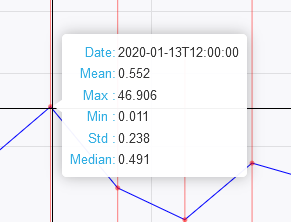 Date: 2020-01-13T12:00:00
Mean: 0.552
Max : 46.906
Min : 0.011
Std : 0.238
Median: 0.491